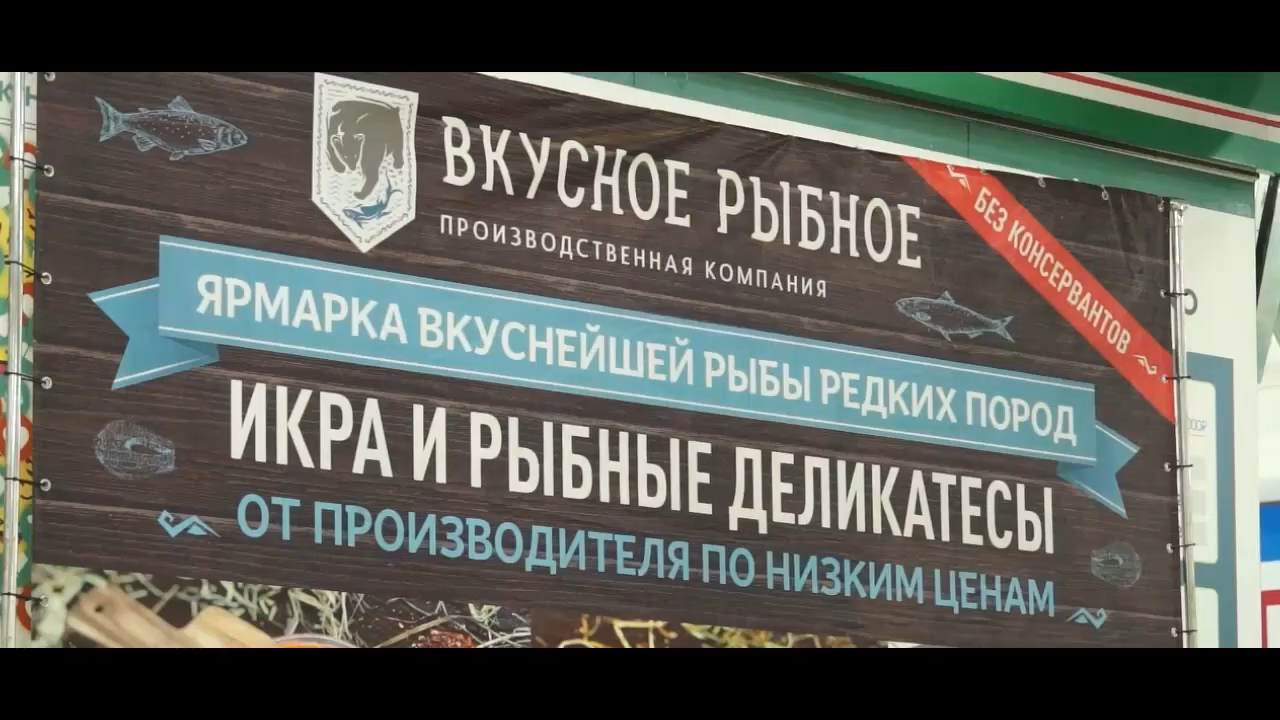 ВКУСНОЕ РЫБНОЕ
ПРОИЗВОДСТВЕННАЯ КОМПАНИЯ
БЕЗ КОНСЕРВАНТОВ
ЯРМАРКА ВКУСНЕЙШЕЙ РЫБЫ РЕДКИХ ПОРОД
ИКРА И РЫБНЫЕ ДЕЛИКАТЕСЫ
ОТ ПРОИЗВОДИТЕЛЯ ПО НИЗКИМ ЦЕНАМ